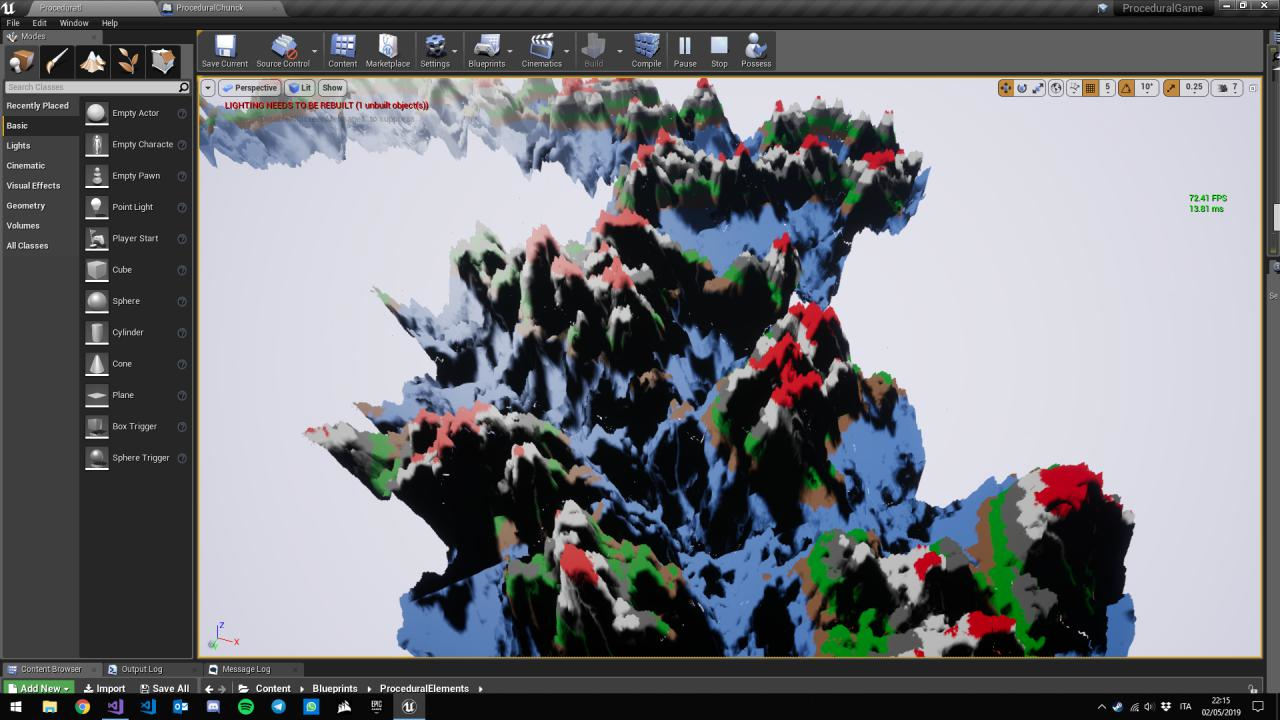 Proceduratl
ProceduralChunck
ProceduralGame
File Edit Window Help
Modes
Save Current Source Control Content Marketplace Settings Blueprints Cinematics Build Compile Pause Stop Possess
Search Classes
Recently Placed
Basic
Lights
Cinematic
Visual Effects
Geometry
Volumes
All Classes
Empty Actor
Empty Characte
Empty Pawn
Point Light
Player Start
Cube
Sphere
Cylinder
Cone
Plane
Box Trigger
Sphere Trigger
Perspective Lit Show
5 10° 0.25 7
LIGHTING NEEDS TO BE REBUILT (1 unbuilt object(s))
to suppress
72.41 FPS
13.81 ms
Se
Z
X
Content Browser Output Log Message Log
Add New Import Save All Content Blueprints ProceduralElements
EPIC
ITA
22:15
02/05/2019